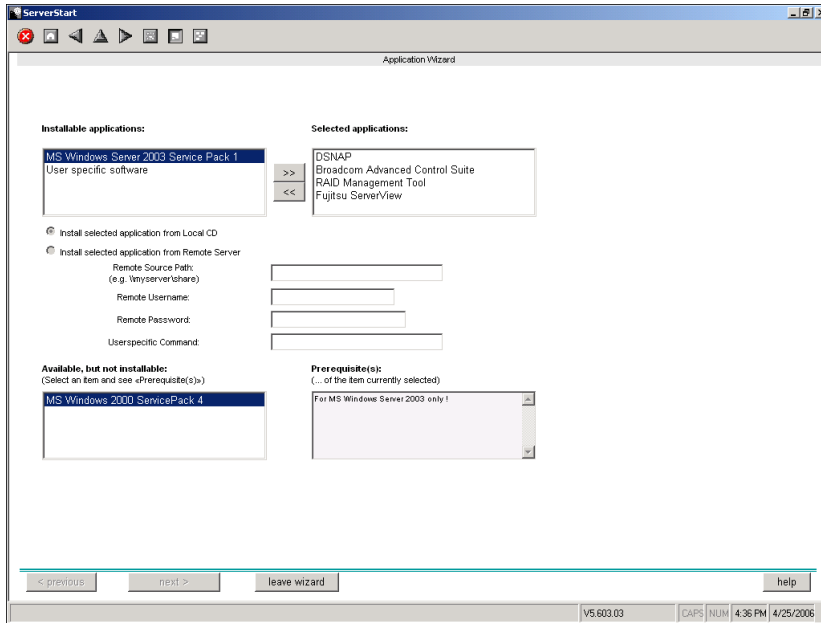 ServerStart
Application Wizard
Installable applications:
Selected applications:
MS Windows Server 2003 Service Pack 1
User specific software
>>
<<
DSNAP
Broadcom Advanced Control Suite
RAID Management Tool
Fujitsu ServerView
Install selected application from Local CD
Install selected application from Remote Server
Remote Source Path:
(e.g. \\myserver\share)
Remote Username:
Remote Password:
Userspecific Command:
Available, but not installable:
(Select an item and see «Prerequisite(s)»)
Prerequisite(s):
(... of the item currently selected)
MS Windows 2000 ServicePack 4
For MS Windows Server 2003 only !
< previous
next >
leave wizard
help
V5.603.03
CAPS
NUM
4:36 PM
4/25/2006